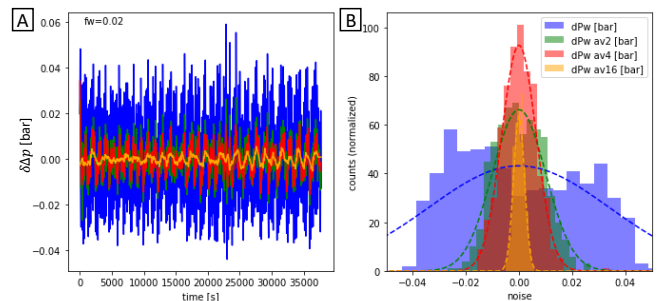 A
fw=0.02
0.06
0.04
0.02
0.00
−0.02
−0.04
δΔp [bar]
0 5000 10000 15000 20000 25000 30000 35000
time [s]
B
dPw [bar]
dPw av2 [bar]
dPw av4 [bar]
dPw av16 [bar]
100
80
60
40
20
0
counts (normalized)
−0.04 −0.02 0.00 0.02 0.04
noise